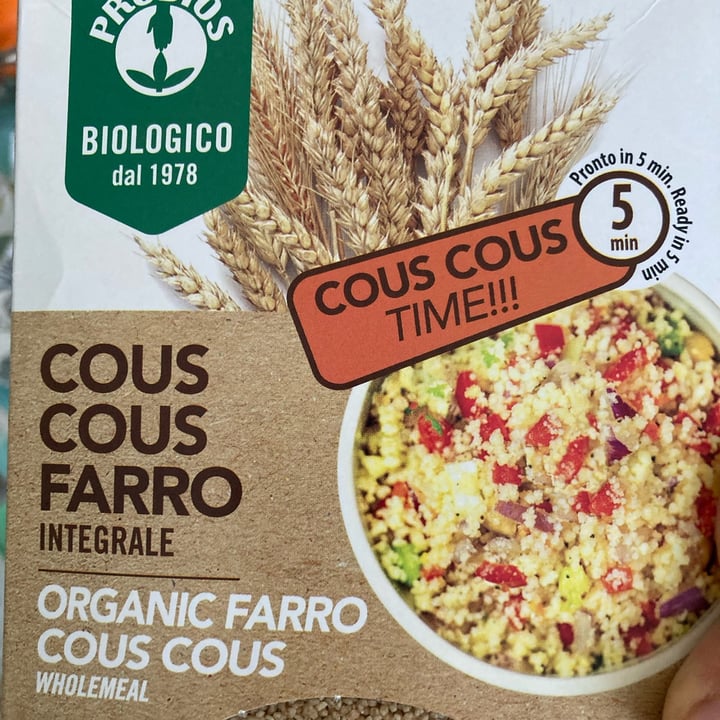 PROBIOS
BIOLOGICO
dal 1978
Pronto in 5 min. Ready in 5 min
5
min
COUS COUS
TIME!!!
COUS
COUS
FARRO
INTEGRALE
ORGANIC FARRO
COUS COUS
WHOLEMEAL